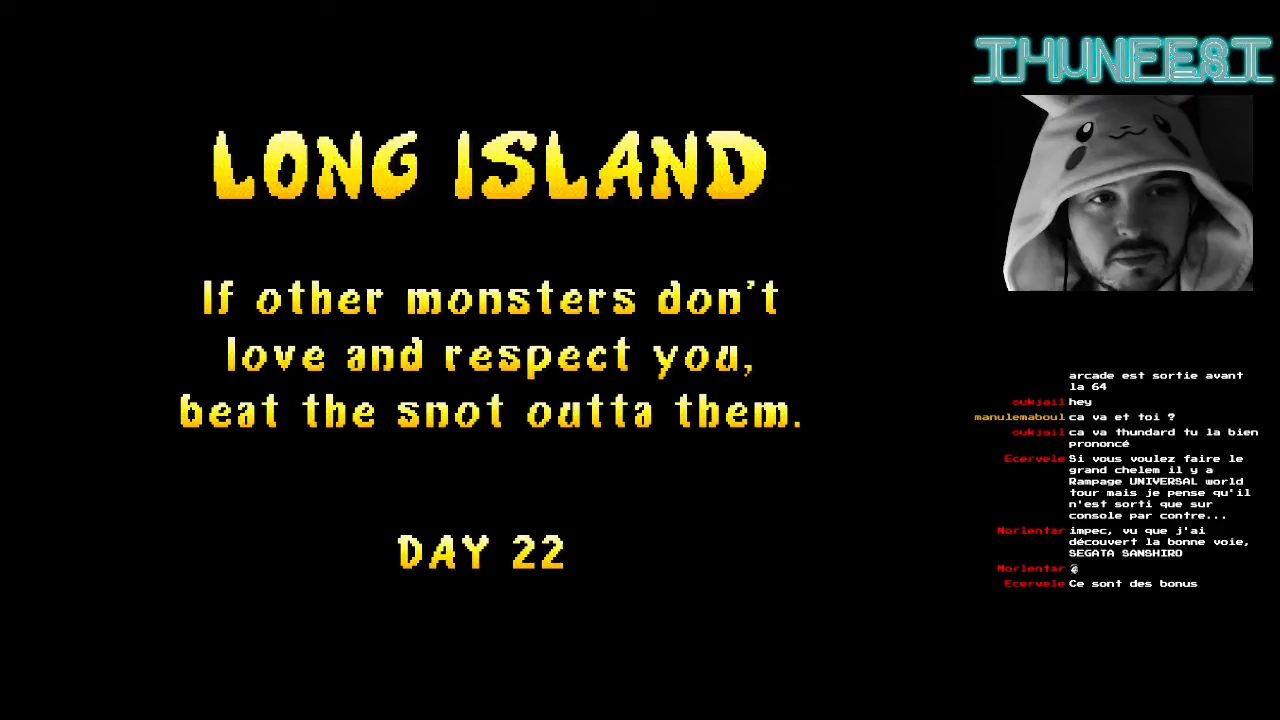 THUNFEST
LONG ISLAND
If other monsters don't
love and respect you,
beat the snot outta them.
DAY 22
arcade est sortie avant
la 64
oukjail hey
manulemaboul ca va et toi ?
oukjail ca va thundard tu la bien
prononcé
Ecervele Si vous voulez faire le
grand chelem il y a
Rampage UNIVERSAL world
tour mais je pense qu'il
n'est sorti que sur
console par contre...
Morlentar impec, vu que j'ai
découvert la bonne voie,
SEGATA SANSHIRO
Morlentar
Ecervele Ce sont des bonus